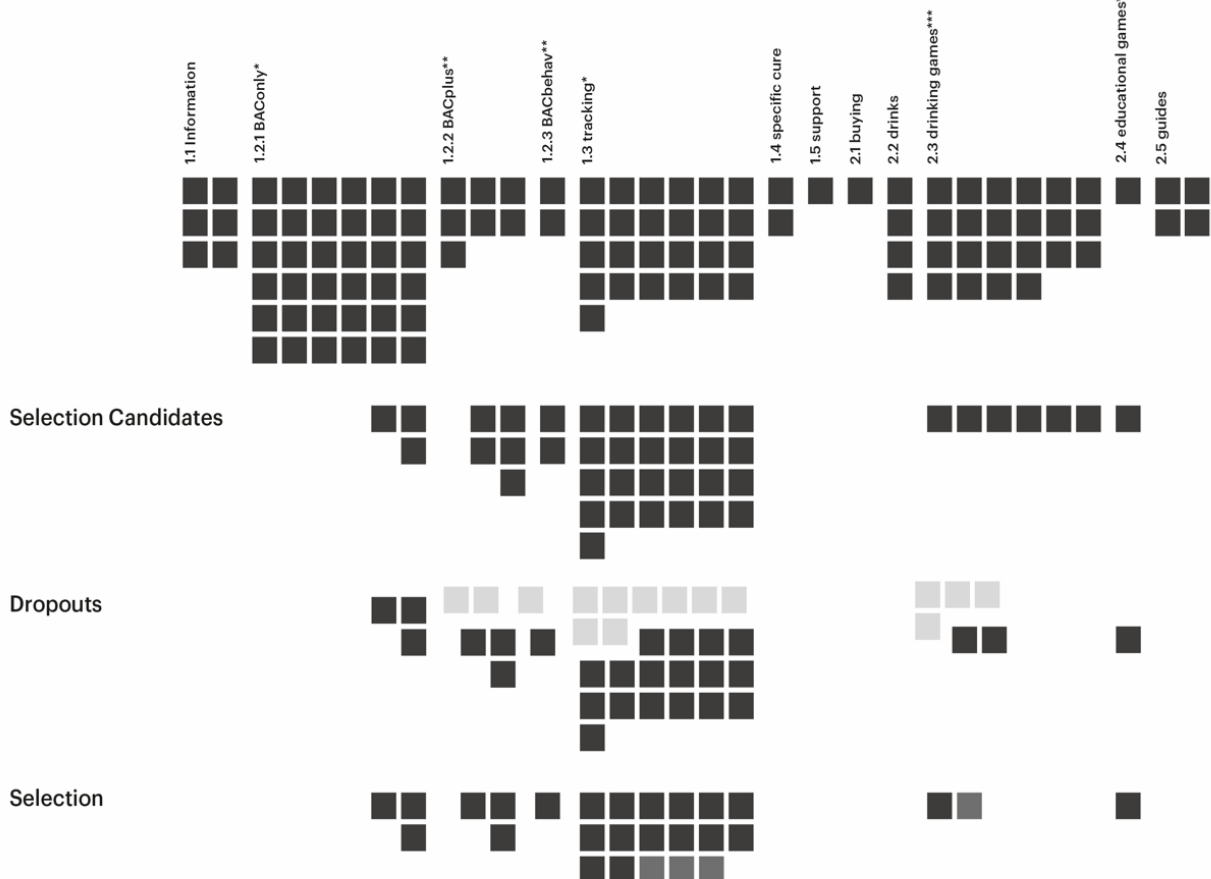 1.1 Information
1.2.1 BAConly*
1.2.2 BACplus**
1.2.3 BACbehav**
1.3 tracking*
1.4 specific cure
1.5 support
2.1 buying
2.2 drinks
2.3 drinking games***
2.4 educational games*
2.5 guides
Selection Candidates
Dropouts
Selection